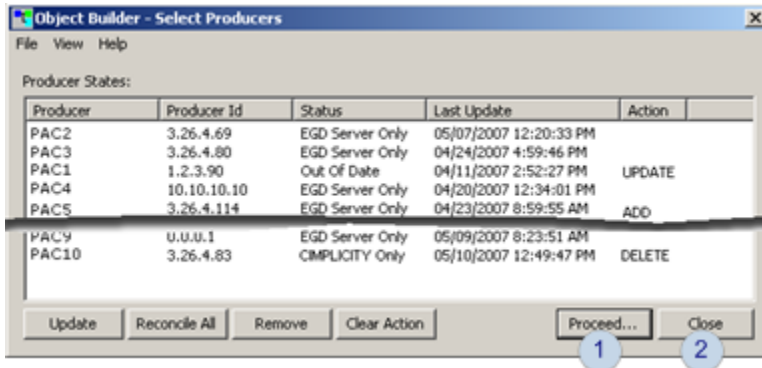 Object Builder - Select Producers
File View Help
Producer States:
Producer Producer Id Status Last Update Action
PAC2 3.26.4.69 EGD Server Only 05/07/2007 12:20:33 PM
PAC3 3.26.4.80 EGD Server Only 04/24/2007 4:59:46 PM
PAC1 1.2.3.90 Out Of Date 04/11/2007 2:52:27 PM UPDATE
PAC4 10.10.10.10 EGD Server Only 04/20/2007 12:34:01 PM
PAC5 3.26.4.114 EGD Server Only 04/23/2007 8:59:55 AM ADD
PAC9 0.0.0.1 EGD Server Only 05/09/2007 8:23:51 AM
PAC10 3.26.4.83 CIMPLICITY Only 05/10/2007 12:49:47 PM DELETE
Update Reconcile All Remove Clear Action Proceed... Close
1 2